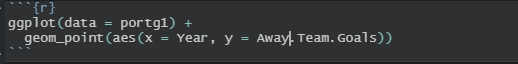 ```{r}
ggplot(data = portg1) +
  geom_point(aes(x = Year, y = Away.Team.Goals))
```